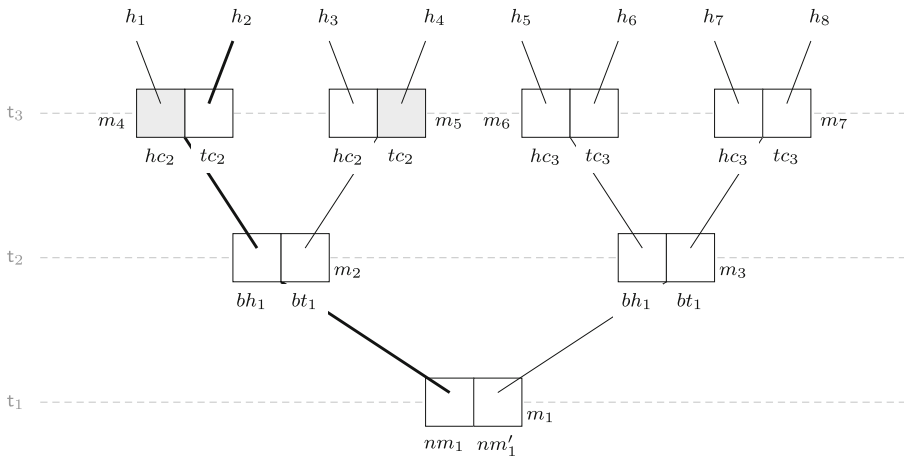 h₁ h₂ h₃ h₄ h₅ h₆ h₇ h₈
t₃ m₄ m₅ m₆ m₇
hc₂ tc₂ hc₂ tc₂ hc₃ tc₃ hc₃ tc₃
t₂ m₂ m₃
bh₁ bt₁ bh₁ bt₁
t₁ m₁
nm₁ nm′₁